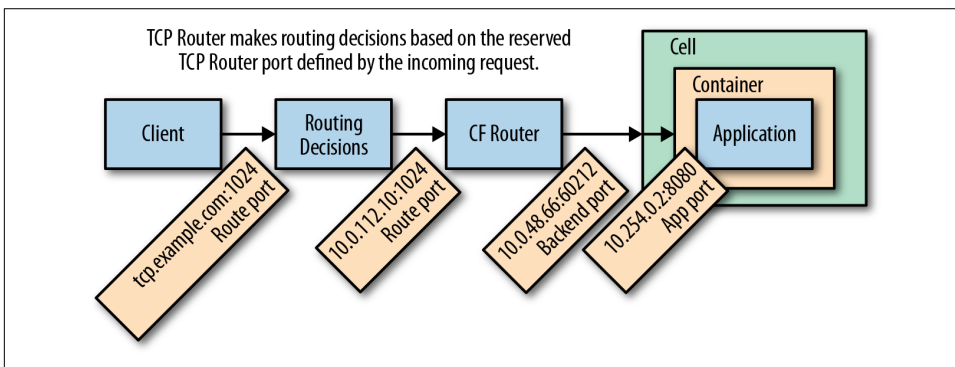 TCP Router makes routing decisions based on the reserved
TCP Router port defined by the incoming request.
Cell
Container
Client
Routing
Decisions
CF Router
Application
tcp.example.com:1024
Route port
10.0.112.10:1024
Route port
10.0.48.66:60212
Backend port
10.254.0.2:8080
App port